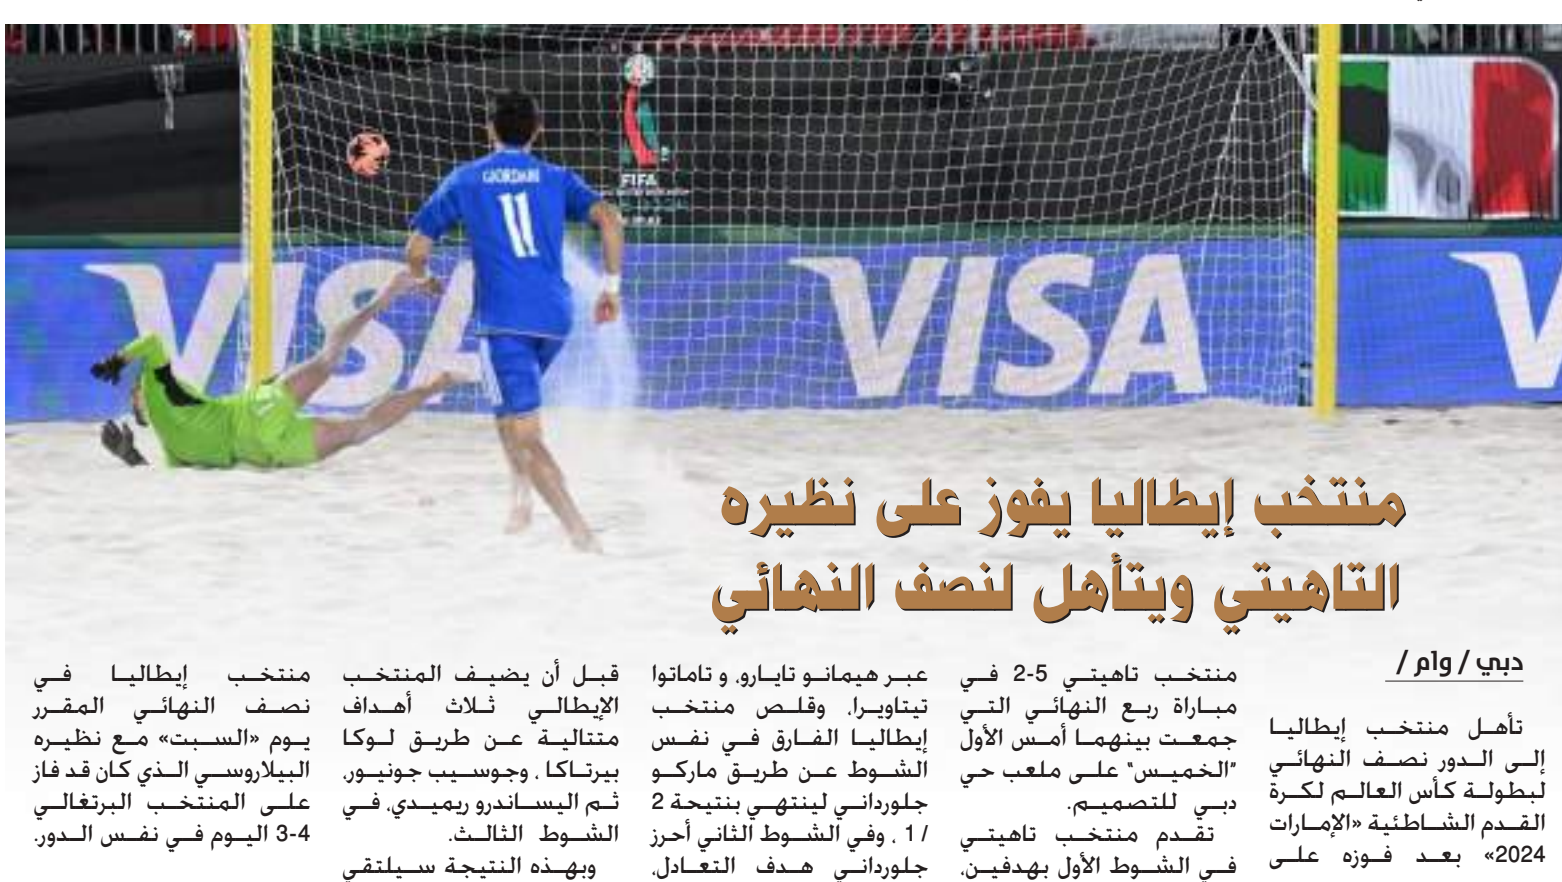 GIORDANI
11
FIFA
VISA
VISA
V
منتخب إيطاليا يفوز على نظيره
التاهيتي ويتأهل لنصف النهائي
دبي / وام /
تأهل منتخب إيطاليا
إلى الدور نصف النهائي
لبطولة كأس العالم لكرة
القدم الشاطئية «الإمارات
2024» بعد فوزه على
منتخب تاهيتي 5-2 في
مباراة ربع النهائي التي
جمعت بينهما أمس الأول
"الخميس" على ملعب حي
دبي للتصميم.
تقدم منتخب تاهيتي
في الشوط الأول بهدفين،
عبر هيمانو تايارو، و تاماتوا
تيتاويرا، وقلص منتخب
إيطاليا الفارق في نفس
الشوط عن طريق ماركو
جلورداني لينتهي بنتيجة 2
/ 1 ، وفي الشوط الثاني أحرز
جلورداني هدف التعادل،
قبل أن يضيف المنتخب
الإيطالي ثلاث أهداف
متتالية عن طريق لوكا
بيرتاكا ، وجوسيب جونيور،
ثم اليساندرو ريميدي، في
الشوط الثالث.
وبهذه النتيجة سيلتقي
منتخب إيطاليا في
نصف النهائي المقرر
يوم «السبت» مع نظيره
البيلاروسي الذي كان قد فاز
على المنتخب البرتغالي
4-3 اليوم في نفس الدور.